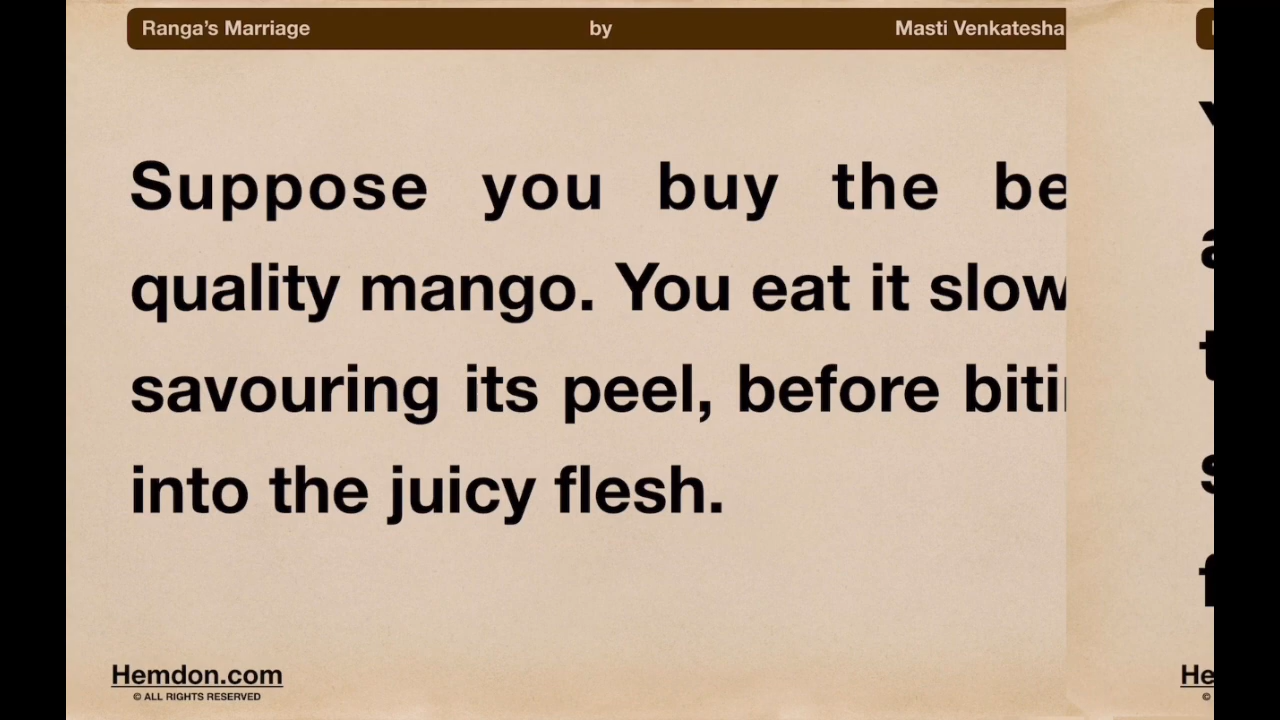 Ranga's Marriage by Masti Venkatesha
Suppose you buy the be
quality mango. You eat it slow
savouring its peel, before biti
into the juicy flesh.
Hemdon.com
© ALL RIGHTS RESERVED